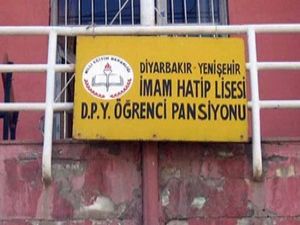 DİYARBAKIR - YENİŞEHİR
İMAM HATİP LİSESİ
D.P.Y. ÖĞRENCİ PANSİYONU